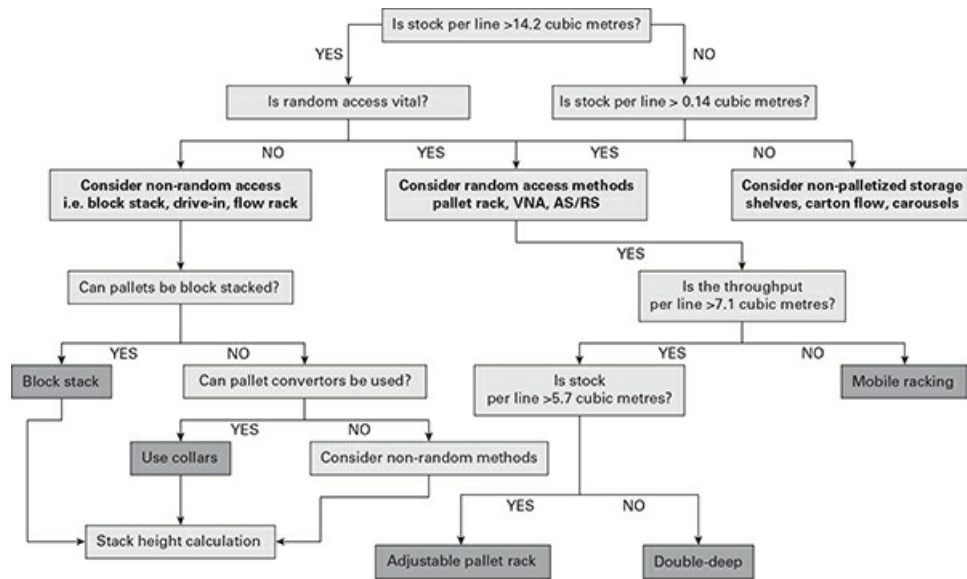 Is stock per line >14.2 cubic metres?
YES
NO
Is random access vital?
Is stock per line > 0.14 cubic metres?
NO
YES
YES
NO
Consider non-random access
i.e. block stack, drive-in, flow rack
Consider random access methods
pallet rack, VNA, AS/RS
Consider non-palletized storage
shelves, carton flow, carousels
YES
Can pallets be block stacked?
Is the throughput
per line >7.1 cubic metres?
YES
NO
YES
NO
Block stack
Can pallet convertors be used?
Is stock
per line >5.7 cubic metres?
Mobile racking
YES
NO
Use collars
Consider non-random methods
YES
NO
Stack height calculation
Adjustable pallet rack
Double-deep